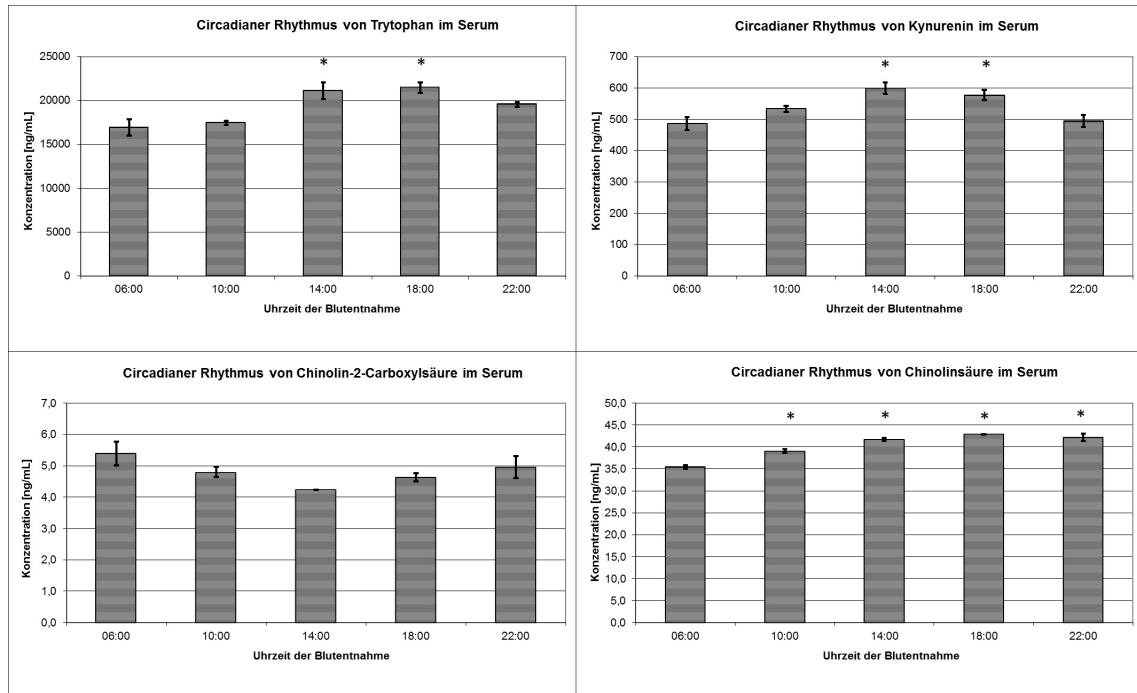 Circadianer Rhythmus von Trytophan im Serum
Konzentration [ng/mL]
25000
20000
15000
10000
5000
0
* *
06:00 10:00 14:00 18:00 22:00
Uhrzeit der Blutentnahme
Circadianer Rhythmus von Kynurenin im Serum
Konzentration [ng/mL]
700
600
500
400
300
200
100
0
* *
06:00 10:00 14:00 18:00 22:00
Uhrzeit der Blutentnahme
Circadianer Rhythmus von Chinolin-2-Carboxylsäure im Serum
Konzentration [ng/mL]
7,0
6,0
5,0
4,0
3,0
2,0
1,0
0,0
06:00 10:00 14:00 18:00 22:00
Uhrzeit der Blutentnahme
Circadianer Rhythmus von Chinolinsäure im Serum
Konzentration [ng/mL]
50,0
45,0
40,0
35,0
30,0
25,0
20,0
15,0
10,0
5,0
0,0
* * * *
06:00 10:00 14:00 18:00 22:00
Uhrzeit der Blutentnahme